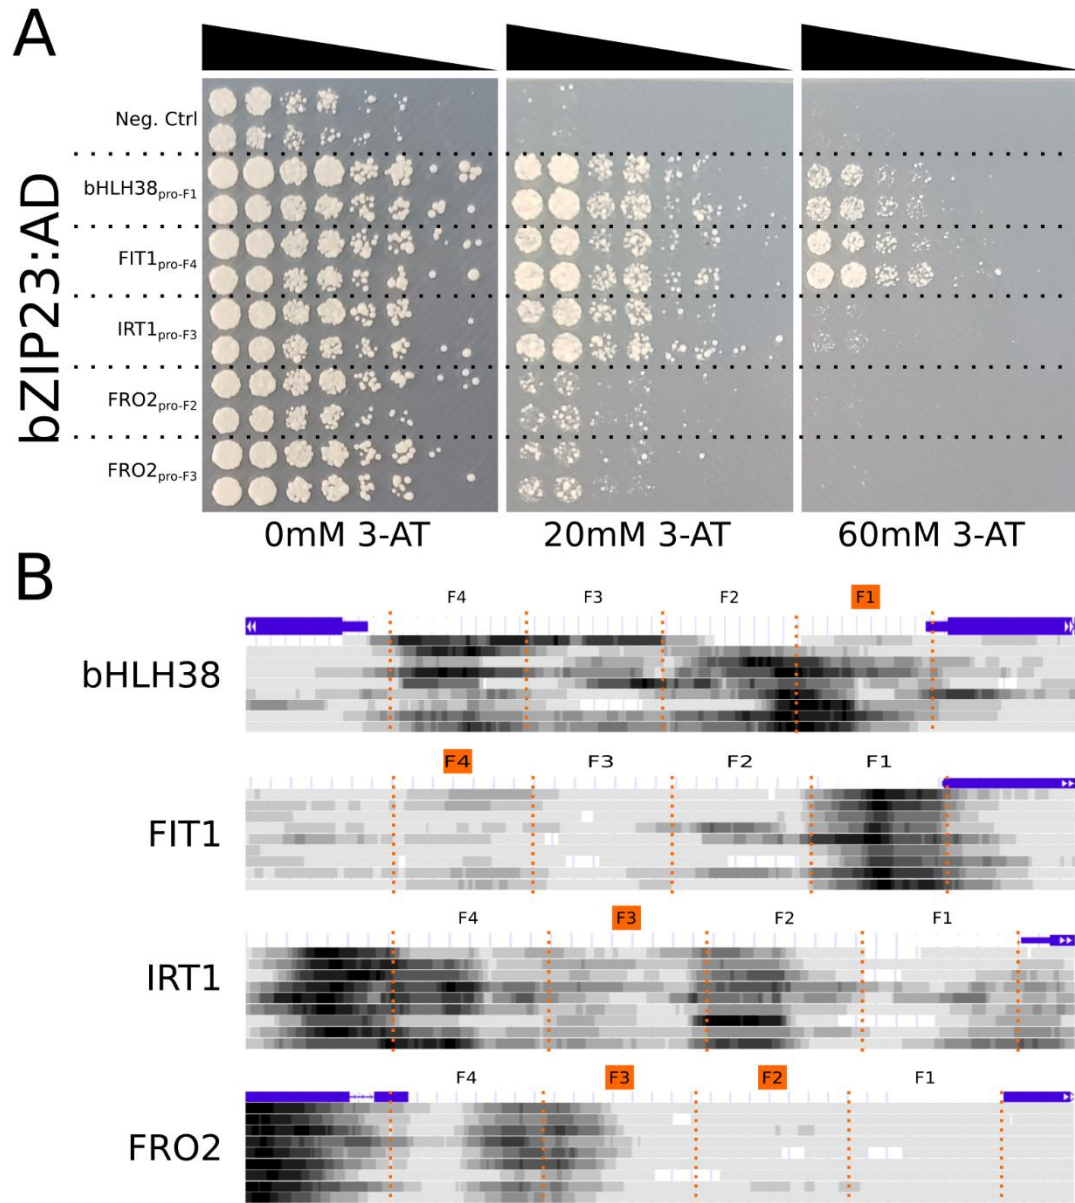 A
bZIP23:AD
Neg. Ctrl
bHLH38pro-F1
FIT1pro-F4
IRT1pro-F3
FRO2pro-F2
FRO2pro-F3
0mM 3-AT 20mM 3-AT 60mM 3-AT
B
F4 F3 F2 F1
bHLH38
F4 F3 F2 F1
FIT1
F4 F3 F2 F1
IRT1
F4 F3 F2 F1
FRO2